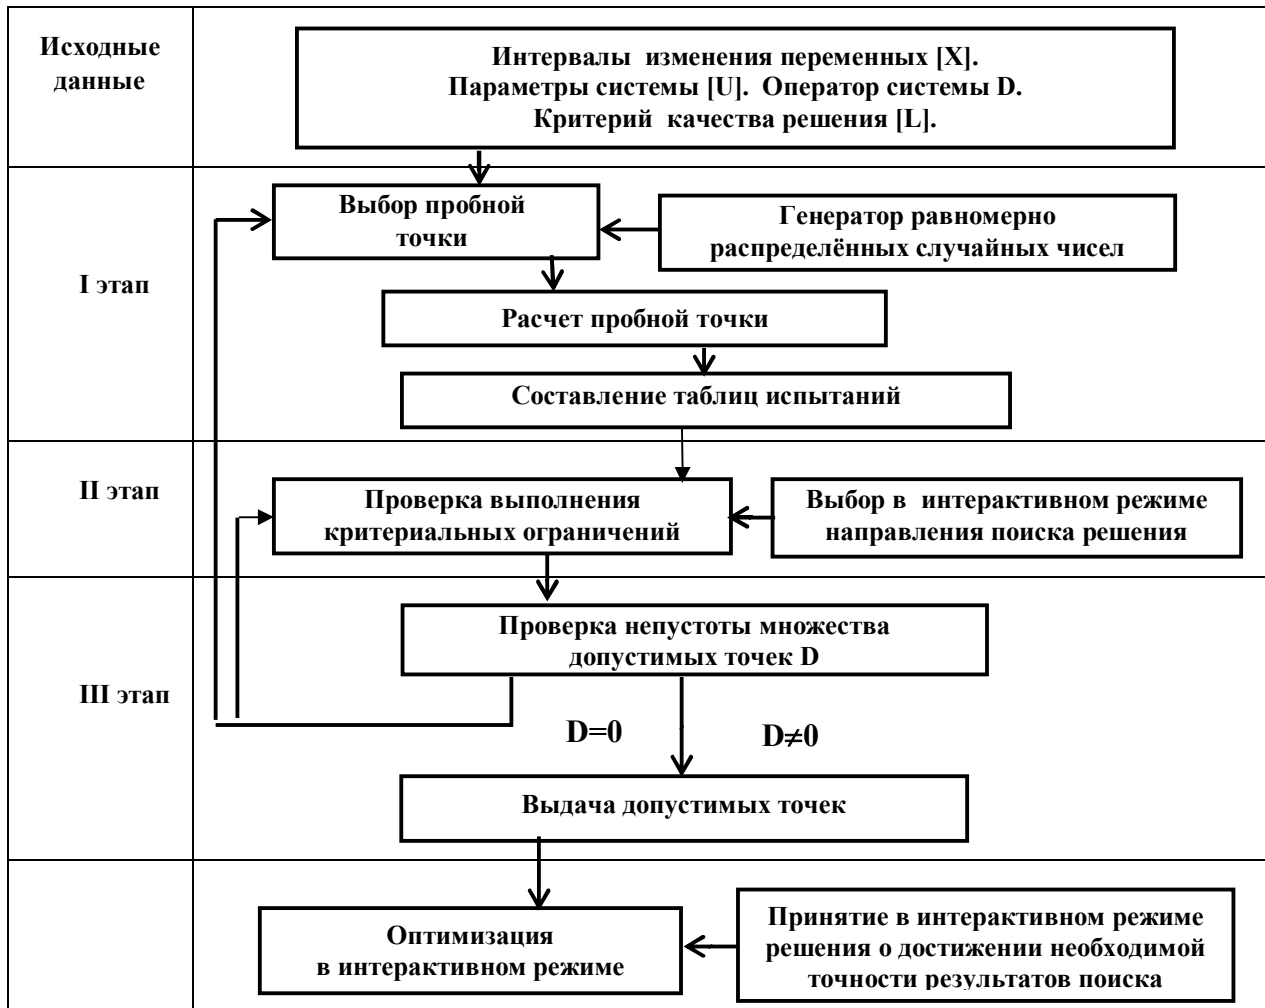 Исходные
данные
Интервалы изменения переменных [X].
Параметры системы [U]. Оператор системы D.
Критерий качества решения [L].
I этап
Выбор пробной
точки
Генератор равномерно
распределённых случайных чисел
Расчет пробной точки
Составление таблиц испытаний
II этап
Проверка выполнения
критериальных ограничений
Выбор в интерактивном режиме
направления поиска решения
III этап
Проверка непустоты множества
допустимых точек D
D=0
D≠0
Выдача допустимых точек
Оптимизация
в интерактивном режиме
Принятие в интерактивном режиме
решения о достижении необходимой
точности результатов поиска